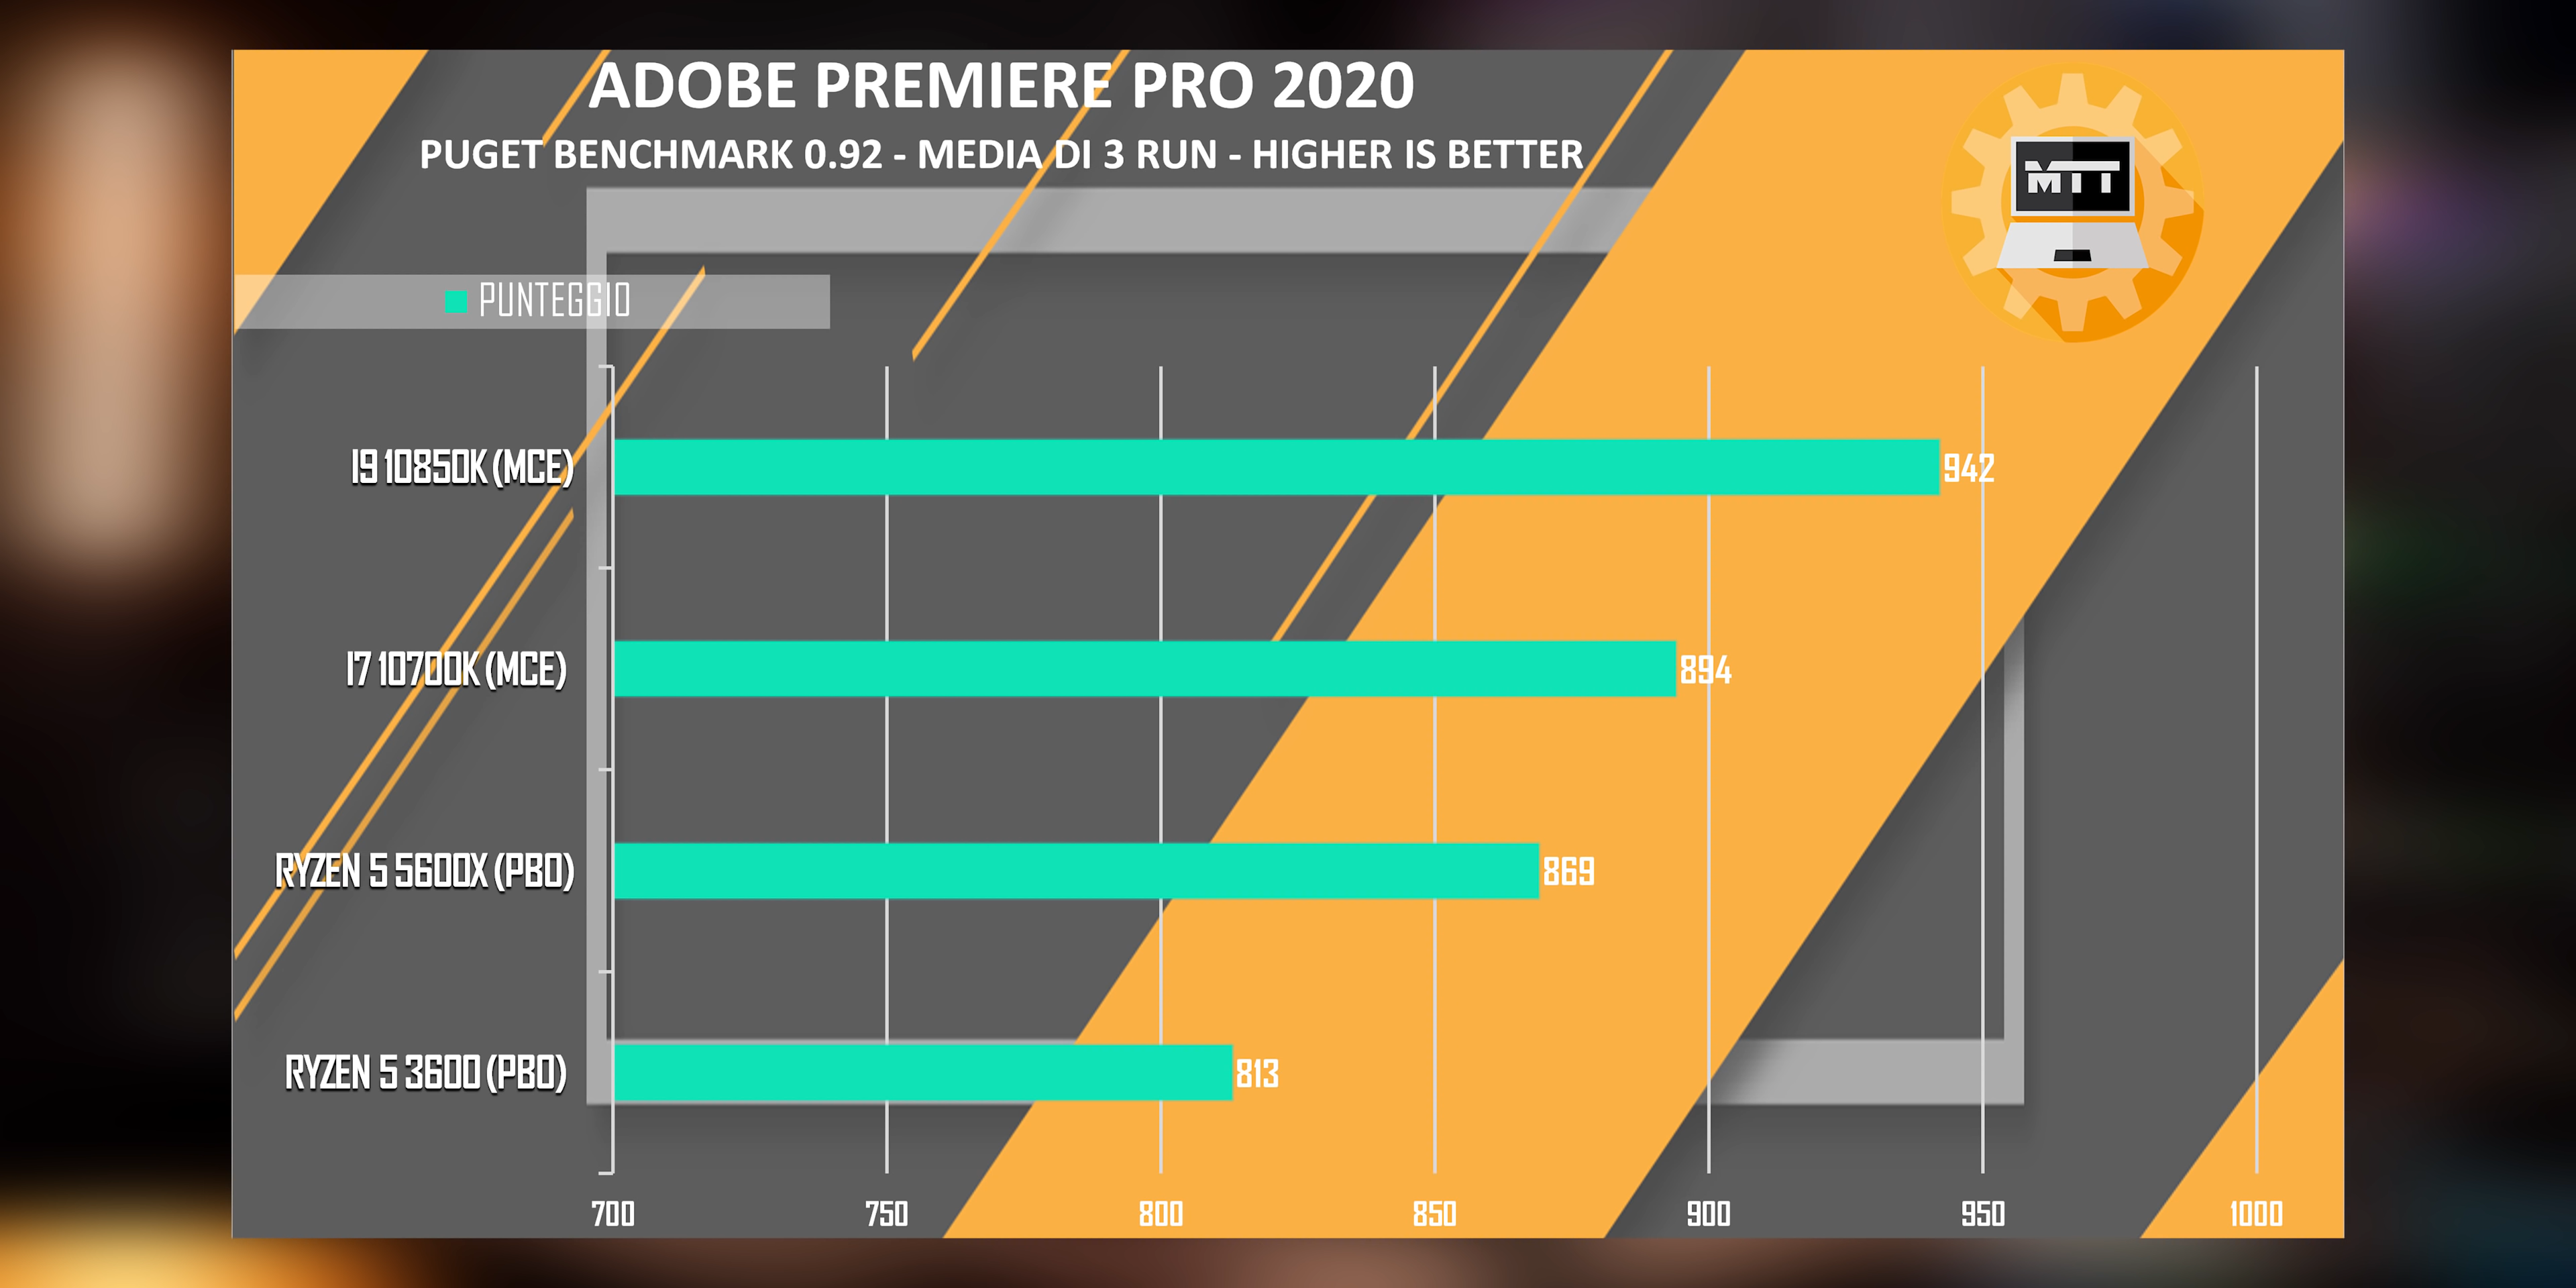 ADOBE PREMIERE PRO 2020
PUGET BENCHMARK 0.92 - MEDIA DI 3 RUN - HIGHER IS BETTER
MTT
PUNTEGGIO
I9 10850K (MCE)
942
I7 10700K (MCE)
894
RYZEN 5 5600X (PBO)
869
RYZEN 5 3600 (PBO)
813
700 750 800 850 900 950 1000